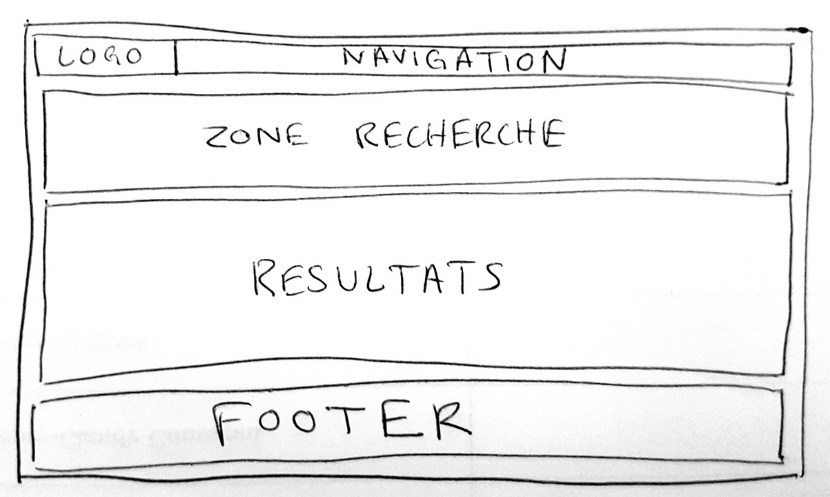 LOGO NAVIGATION
ZONE RECHERCHE
RESULTATS
FOOTER